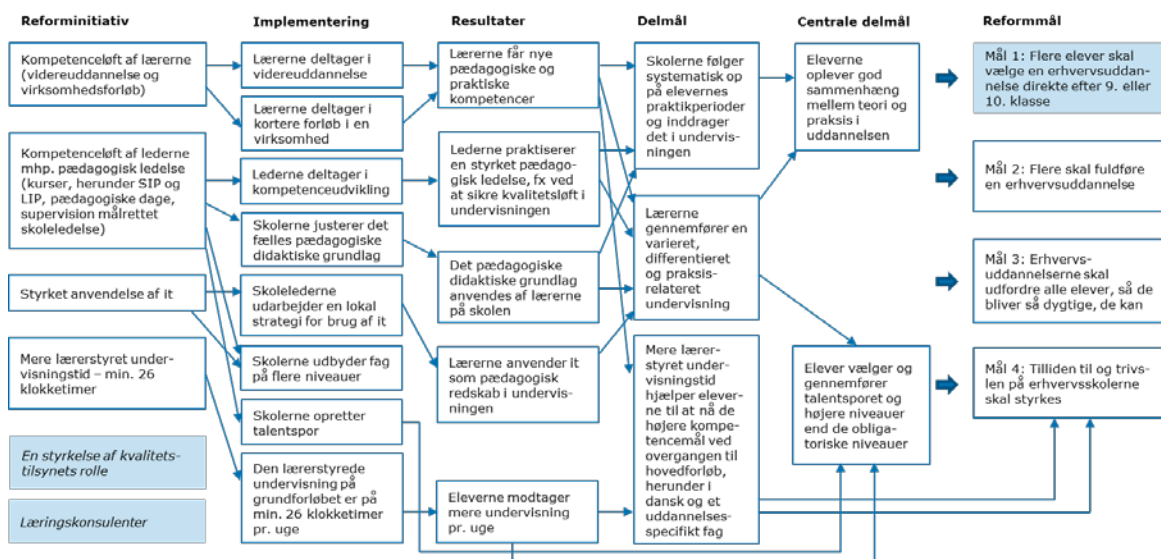 Reforminitiativ
Kompetenceløft af lærerne
(videreuddannelse og
virksomhedsforløb)
Kompetenceløft af lederne
mhp. pædagogisk ledelse
(kurser, herunder SIP og
LIP, pædagogiske dage,
supervision målrettet
skoleledelse)
Styrket anvendelse af it
Mere lærerstyret under-
visningstid – min. 26
klokketimer
En styrkelse af kvalitets-
tilsynets rolle
Læringskonsulenter
Implementering
Lærerne deltager i
videreuddannelse
Lærerne deltager i
kortere forløb i en
virksomhed
Lederne deltager i
kompetenceudvikling
Skolerne justerer det
fælles pædagogiske
didaktiske grundlag
Skolelederne
udarbejder en lokal
strategi for brug af it
Skolerne udbyder fag
på flere niveauer
Skolerne opretter
talentspor
Den lærerstyrede
undervisning på
grundforløbet er på
min. 26 klokketimer
pr. uge
Resultater
Lærerne får nye
pædagogiske og
praktiske
kompetencer
Lederne praktiserer
en styrket pædago-
gisk ledelse, fx ved
at sikre kvalitetsløft i
undervisningen
Det pædagogiske
didaktiske grundlag
anvendes af lærerne
på skolen
Lærerne anvender it
som pædagogisk
redskab i undervis-
ningen
Eleverne modtager
mere undervisning
pr. uge
Delmål
Skolerne følger
systematisk op
på elevernes
praktikperioder
og inddrager
det i undervis-
ningen
Lærerne
gennemfører en
varieret,
differentieret
og praksis-
relateret
undervisning
Mere lærer-
styret under-
visningstid
hjælper elever-
ne til at nå de
højere kompe-
tencemål ved
overgangen til
hovedforløb,
herunder i
dansk og et
uddannelses-
specifikt fag
Centrale delmål
Eleverne
oplever god
sammenhæng
mellem teori og
praksis i
uddannelsen
Elever vælger og
gennemfører
talentsporet og
højere niveauer
end de obliga-
toriske niveauer
Reformmål
Mål 1: Flere elever skal
vælge en erhvervsuddan-
nelse direkte efter 9. eller
10. klasse
Mål 2: Flere skal fuldføre
en erhvervsuddannelse
Mål 3: Erhvervs-
uddannelserne skal
udfordre alle elever, så de
bliver så dygtige, de kan
Mål 4: Tilliden til og trivs-
len på erhvervsskolerne
skal styrkes